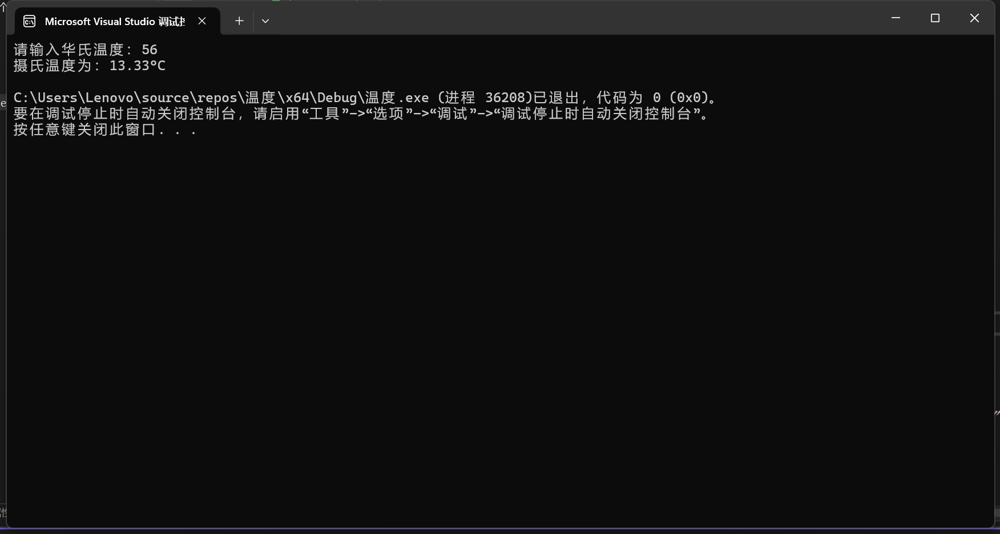 Microsoft Visual Studio 调试
请输入华氏温度：56
摄氏温度为：13.33°C
C:\Users\Lenovo\source\repos\温度\x64\Debug\温度.exe (进程 36208)已退出，代码为 0 (0x0)。
要在调试停止时自动关闭控制台，请启用“工具”->“选项”->“调试”->“调试停止时自动关闭控制台”。
按任意键关闭此窗口. . .